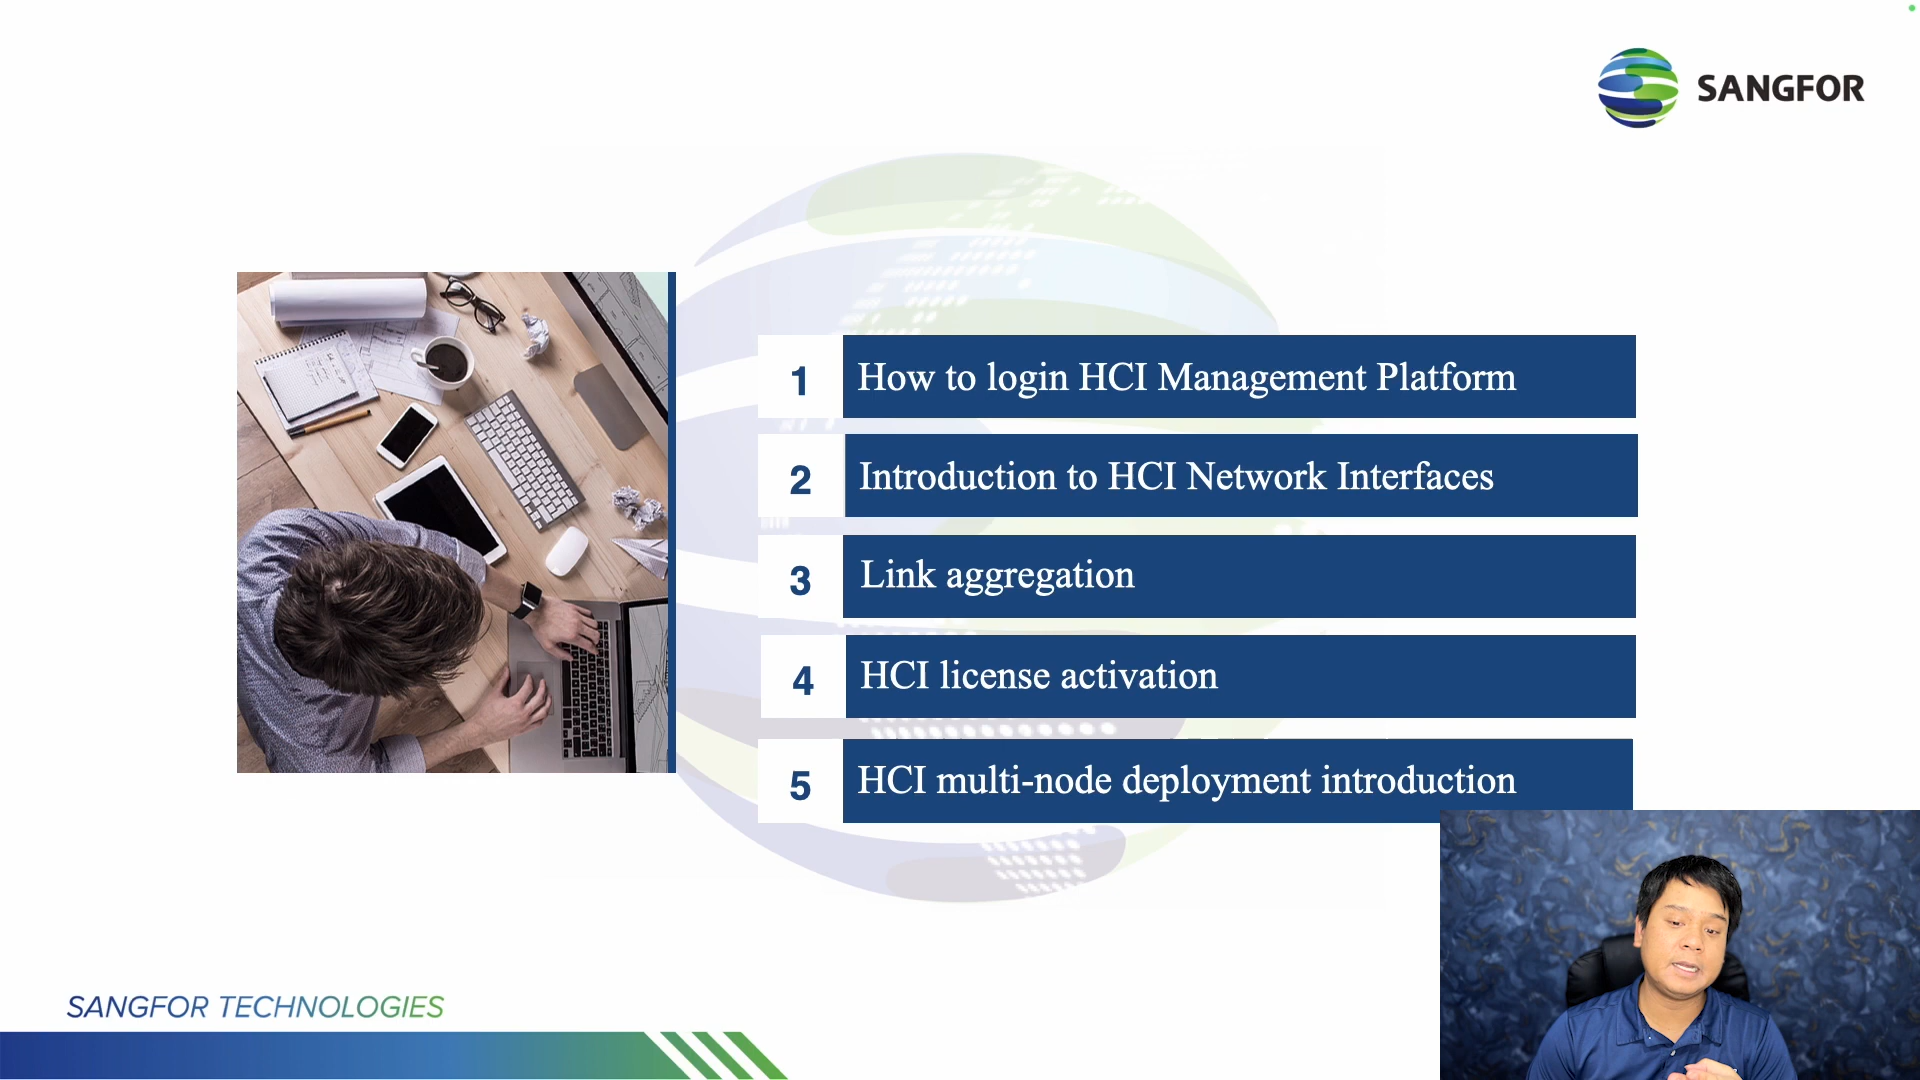 SANGFOR
1 How to login HCI Management Platform
2 Introduction to HCI Network Interfaces
3 Link aggregation
4 HCI license activation
5 HCI multi-node deployment introduction
SANGFOR TECHNOLOGIES